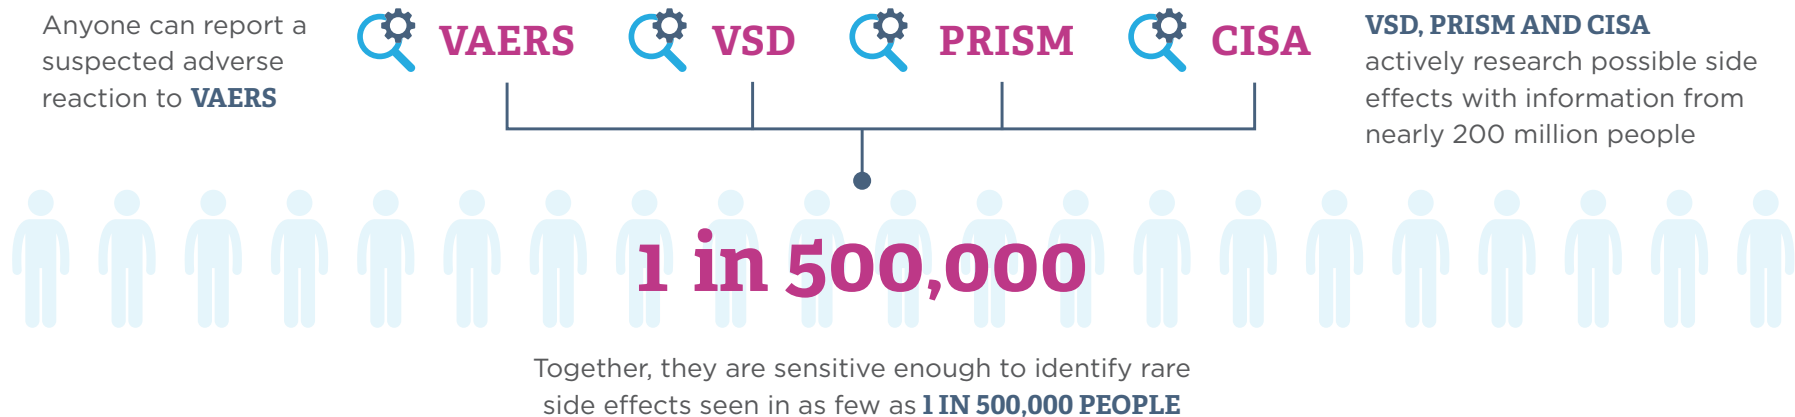 Anyone can report a
suspected adverse
reaction to VAERS
VAERS
VSD
PRISM
CISA
VSD, PRISM AND CISA
actively research possible side
effects with information from
nearly 200 million people
1 in 500,000
Together, they are sensitive enough to identify rare
side effects seen in as few as 1 IN 500,000 PEOPLE